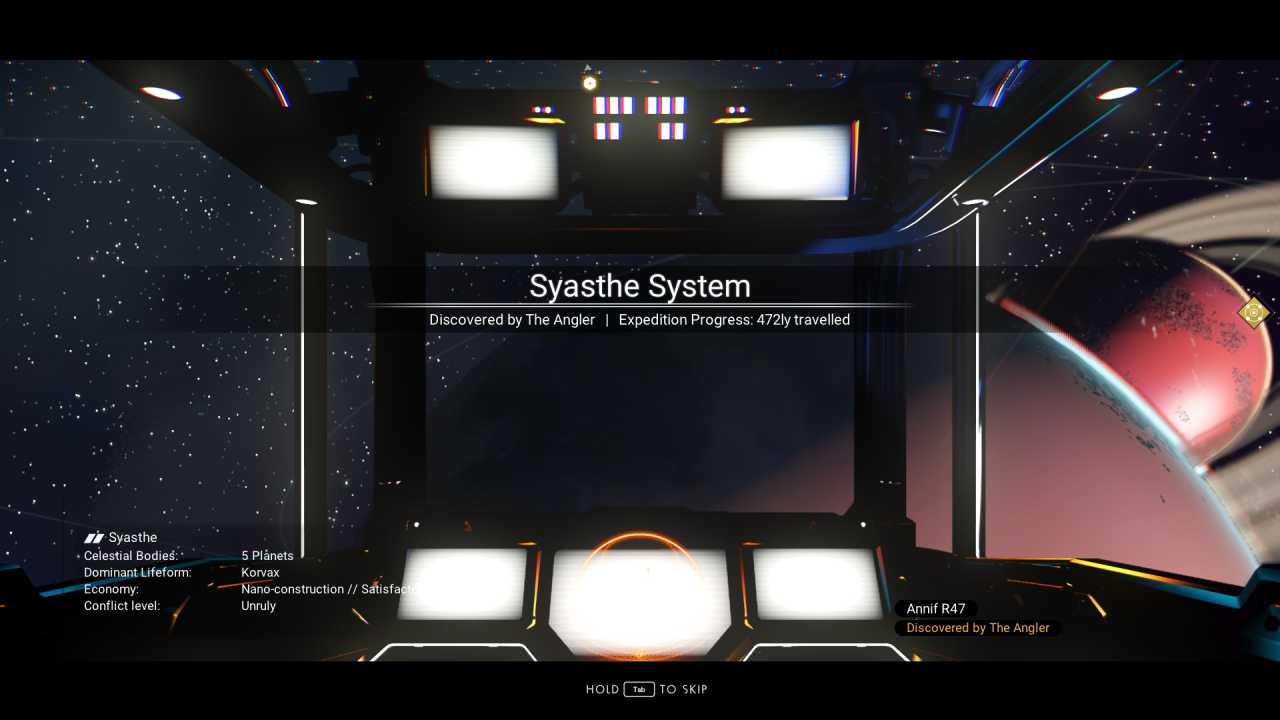 Syasthe System
Discovered by The Angler | Expedition Progress: 472ly travelled
Syasthe
Celestial Bodies: 5 Planets
Dominant Lifeform: Korvax
Economy: Nano-construction //
Conflict level: Unruly
Annif R47
Discovered by The Angler
HOLD Tab TO SKIP